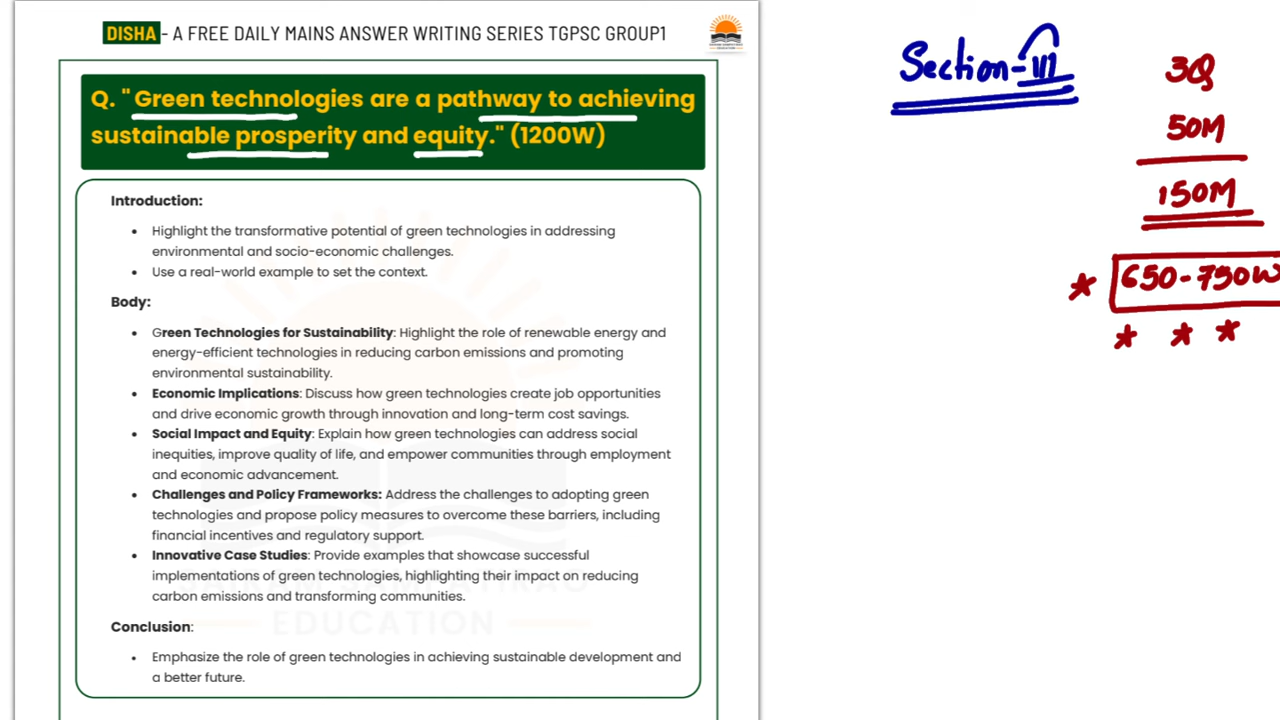 DISHA - A FREE DAILY MAINS ANSWER WRITING SERIES TGPSC GROUP1
Q. " Green technologies are a pathway to achieving
sustainable prosperity and equity." (1200W)
Introduction:
• Highlight the transformative potential of green technologies in addressing
environmental and socio-economic challenges.
• Use a real-world example to set the context.
Body:
• Green Technologies for Sustainability: Highlight the role of renewable energy and
energy-efficient technologies in reducing carbon emissions and promoting
environmental sustainability.
• Economic Implications: Discuss how green technologies create job opportunities
and drive economic growth through innovation and long-term cost savings.
• Social Impact and Equity: Explain how green technologies can address social
inequities, improve quality of life, and empower communities through employment
and economic advancement.
• Challenges and Policy Frameworks: Address the challenges to adopting green
technologies and propose policy measures to overcome these barriers, including
financial incentives and regulatory support.
• Innovative Case Studies: Provide examples that showcase successful
implementations of green technologies, highlighting their impact on reducing
carbon emissions and transforming communities.
EDUCATION
Conclusion:
• Emphasize the role of green technologies in achieving sustainable development and
a better future.
Section-III
3Q
50M
150M
650-750W